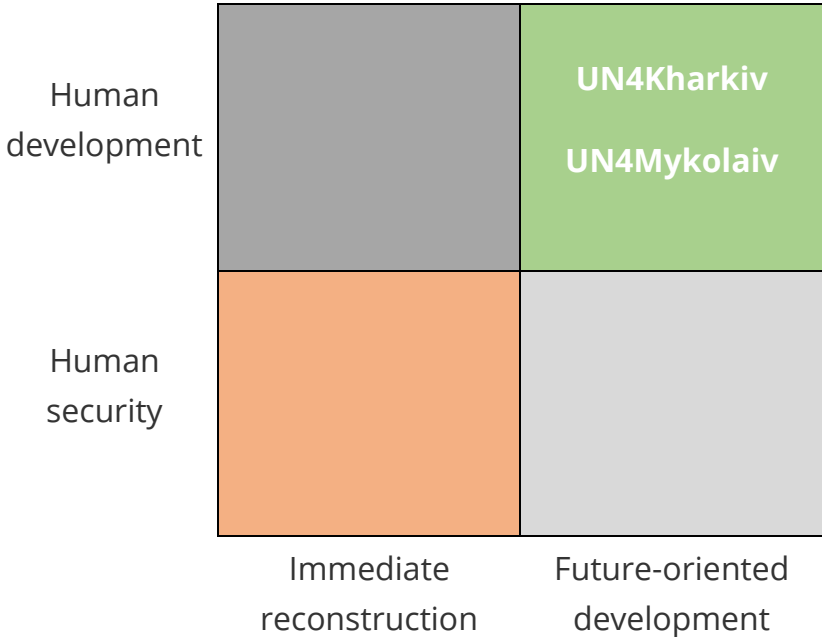 Human
development
UN4Kharkiv
UN4Mykolaiv
Human
security
Immediate
reconstruction
Future-oriented
development